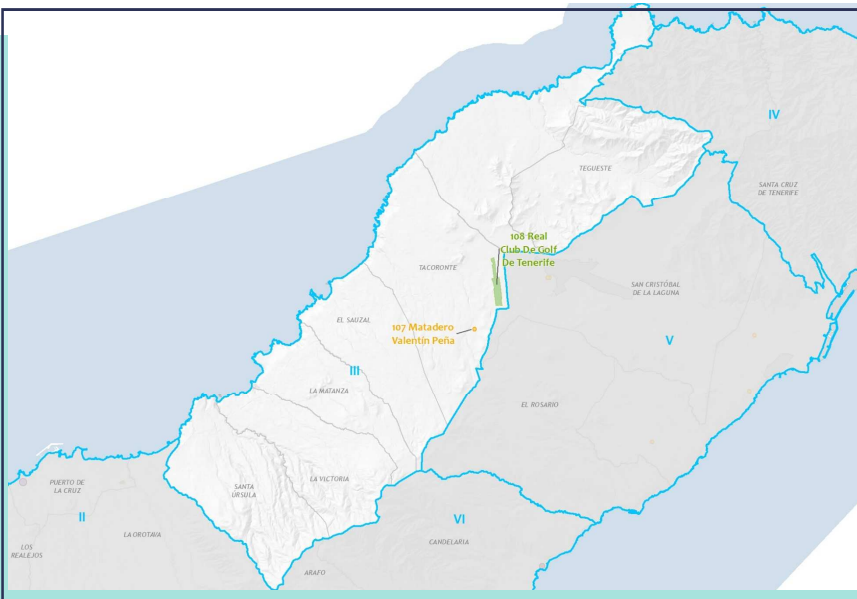 IV
TEGUESTE
SANTA CRUZ
DE TENERIFE
108 Real
Club De Golf
De Tenerife
TACORONTE
SAN CRISTÓBAL
DE LA LAGUNA
EL SAUZAL
107 Matadero
Valentín Peña
V
III
LA MATANZA
EL ROSARIO
PUERTO DE
LA CRUZ
SANTA
ÚRSULA
LA VICTORIA
II
VI
LA OROTAVA
CANDELARIA
LOS
REALEJOS
ARAFO